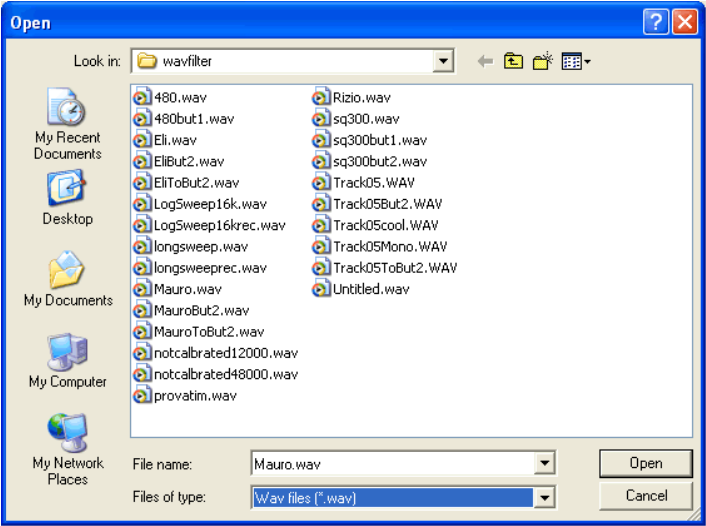 Open
Look in: wavfilter
My Recent
Documents
Desktop
My Documents
My Computer
My Network
Places
480.wav
480but1.wav
Eli.wav
EliBut2.wav
EliToBut2.wav
LogSweep16k.wav
LogSweep16krec.wav
longsweep.wav
longsweeprec.wav
Mauro.wav
MauroBut2.wav
MauroToBut2.wav
notcalbrated12000.wav
notcalbrated48000.wav
provatim.wav
Rizio.wav
sq300.wav
sq300but1.wav
sq300but2.wav
Track05.WAV
Track05But2.WAV
Track05cool.WAV
Track05Mono.WAV
Track05ToBut2.WAV
Untitled.wav
File name: Mauro.wav Open
Files of type: Wav files (*.wav) Cancel